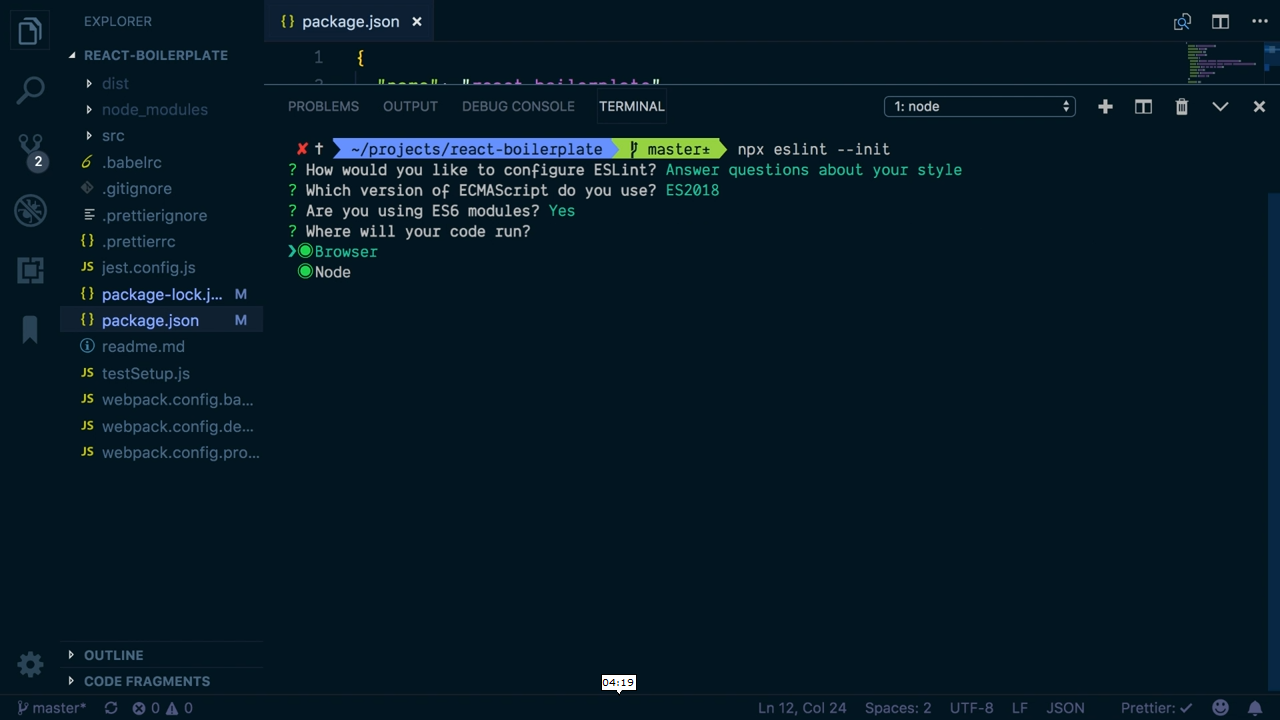 EXPLORER
package.json
REACT-BOILERPLATE
dist
node_modules
src
.babelrc
.gitignore
.prettierignore
.prettierrc
jest.config.js
package-lock.j... M
package.json M
readme.md
testSetup.js
webpack.config.ba...
webpack.config.de...
webpack.config.pro...
OUTLINE
CODE FRAGMENTS
2
1 {
2 "name": "react-boilerplate"
PROBLEMS OUTPUT DEBUG CONSOLE TERMINAL 1: node
~/projects/react-boilerplate master± npx eslint --init
? How would you like to configure ESLint? Answer questions about your style
? Which version of ECMAScript do you use? ES2018
? Are you using ES6 modules? Yes
? Where will your code run?
❯◉Browser
◉Node
04:19
master* 0 0 Ln 12, Col 24 Spaces: 2 UTF-8 LF JSON Prettier: ✓